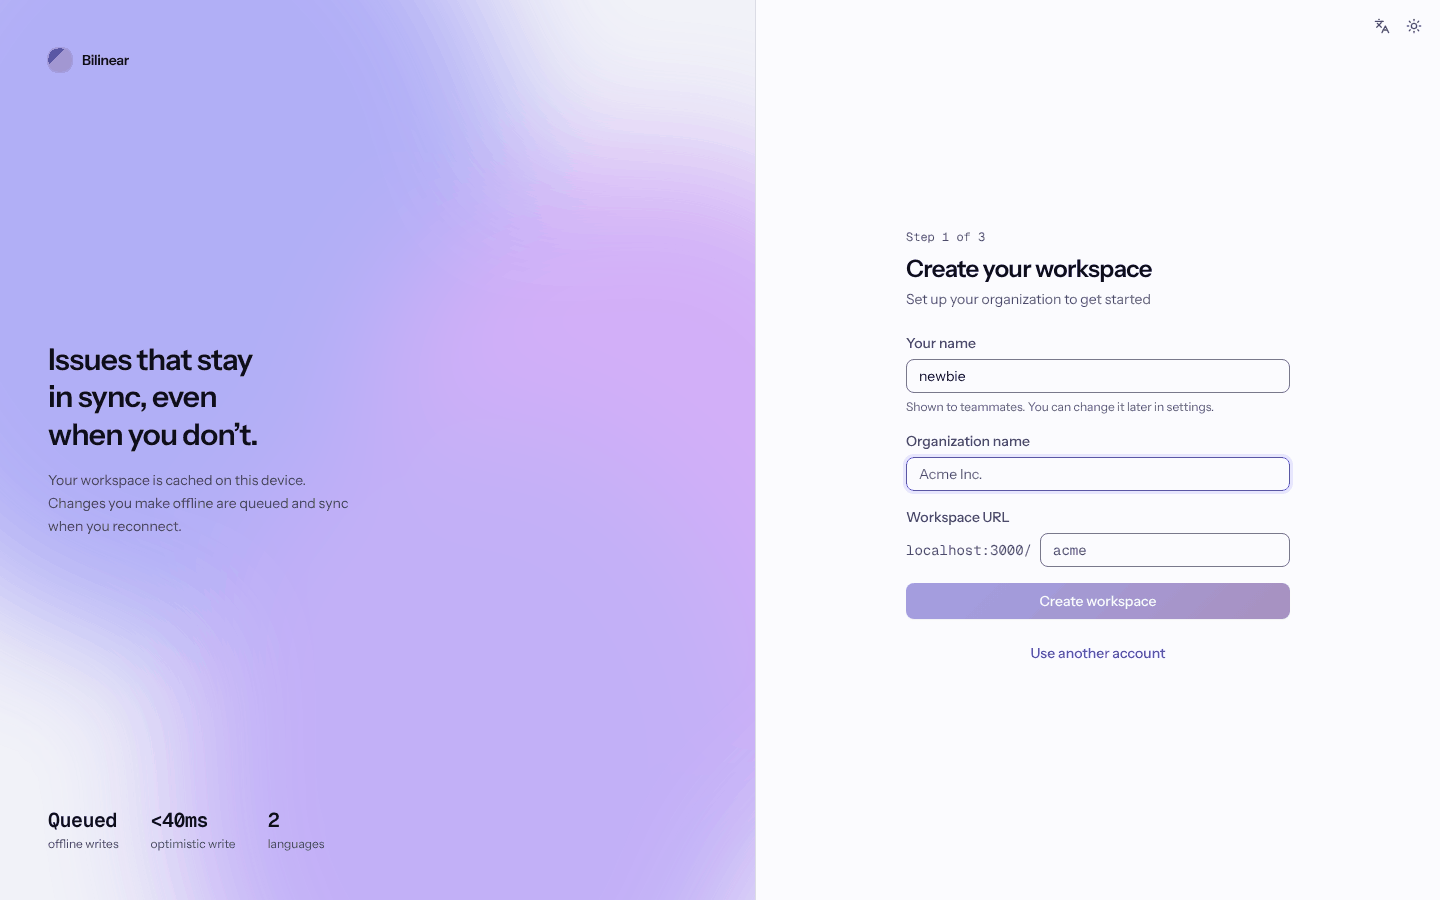 Bilinear
Issues that stay
in sync, even
when you don’t.
Your workspace is cached on this device.
Changes you make offline are queued and sync
when you reconnect.
Queued
offline writes
<40ms
optimistic write
2
languages
Step 1 of 3
Create your workspace
Set up your organization to get started
Your name
newbie
Shown to teammates. You can change it later in settings.
Organization name
Acme Inc.
Workspace URL
localhost:3000/ acme
Create workspace
Use another account